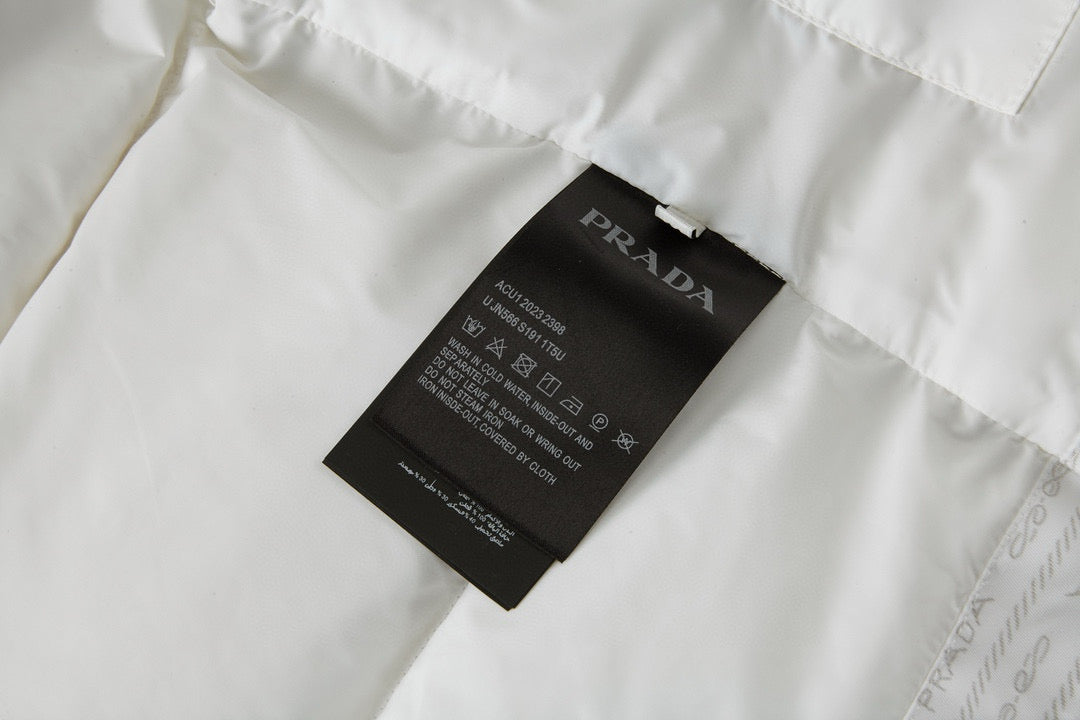 PRADA
ACU1 2023 2398
U JN566 S191 1T5U
P
W
WASH IN COLD WATER, INSIDE-OUT AND
SEPARATELY
DO NOT LEAVE IN SOAK OR WRING OUT
DO NOT STEAM IRON
IRON INISDE-OUT, COVERED BY CLOTH
PRADA